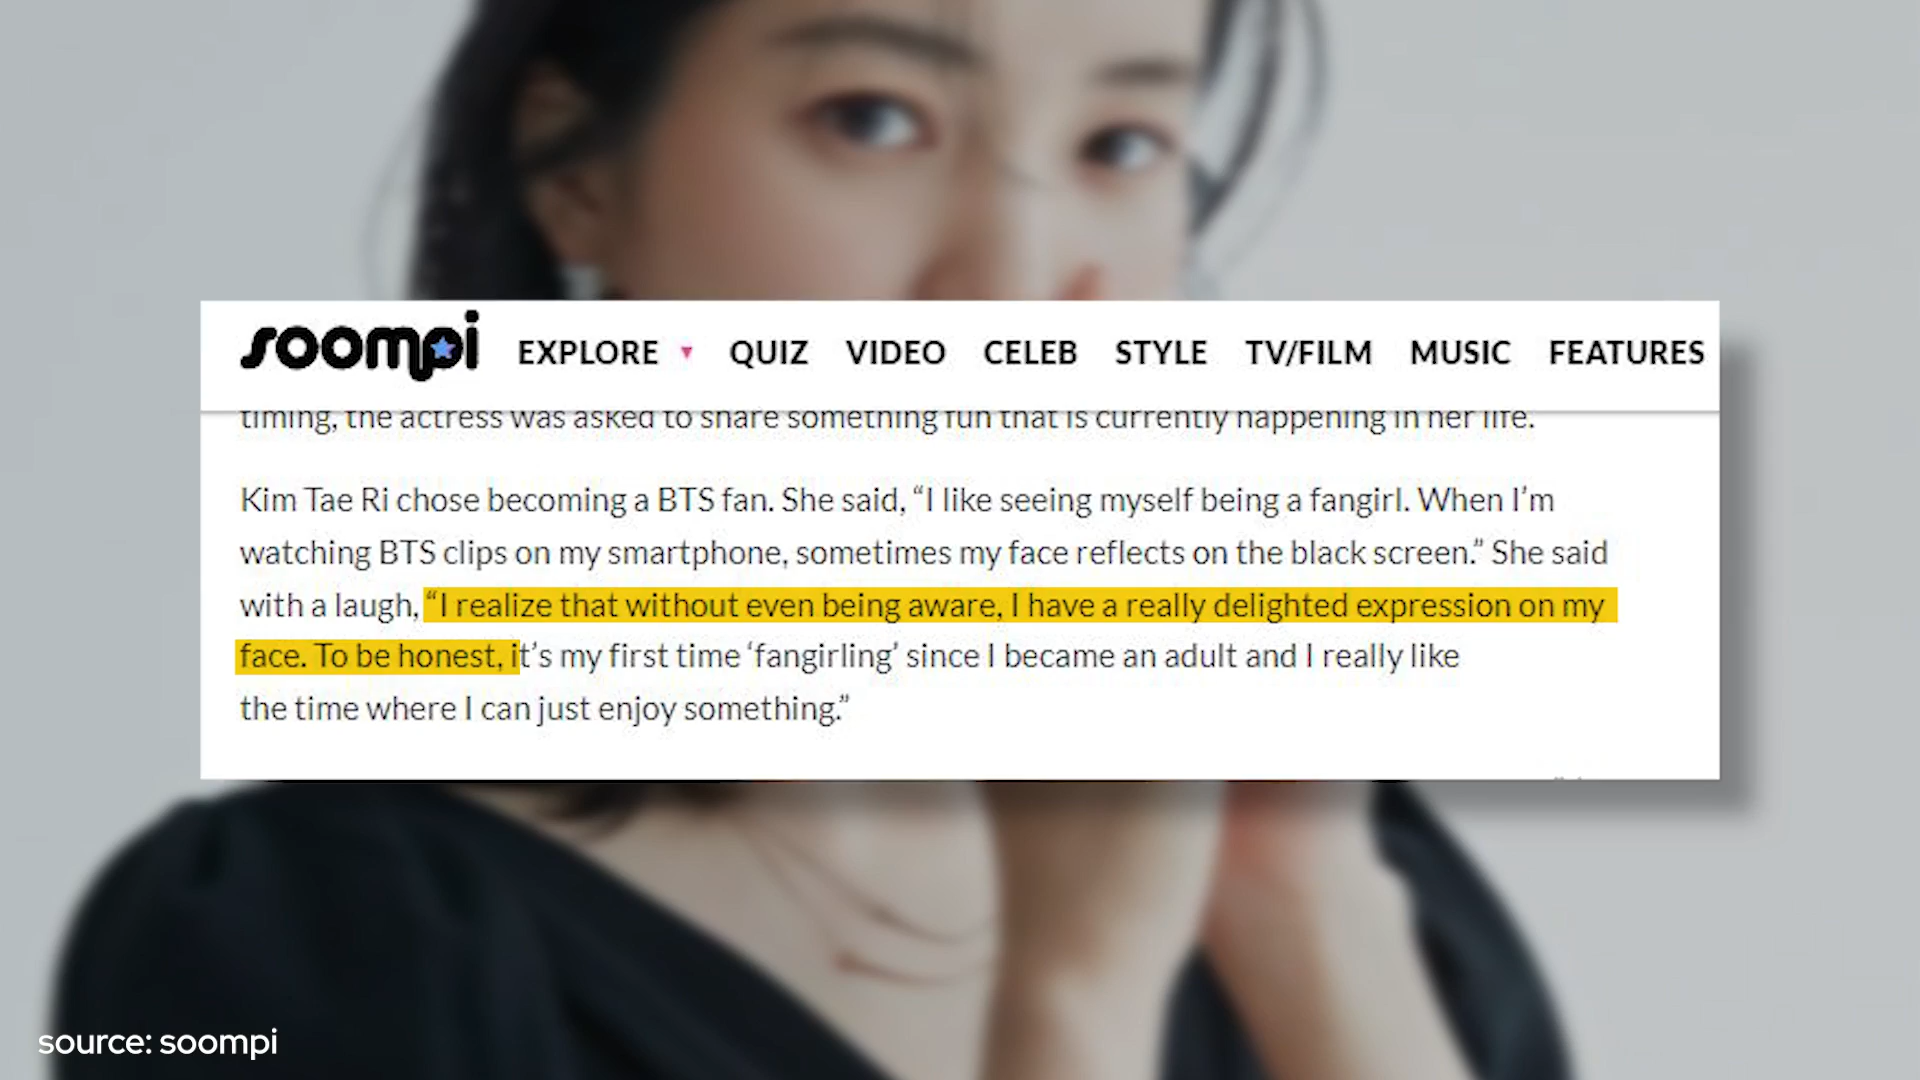 soompi EXPLORE ▼ QUIZ VIDEO CELEB STYLE TV/FILM MUSIC FEATURES
timing, the actress was asked to share something fun that is currently happening in her life.
Kim Tae Ri chose becoming a BTS fan. She said, “I like seeing myself being a fangirl. When I’m
watching BTS clips on my smartphone, sometimes my face reflects on the black screen.” She said
with a laugh, “I realize that without even being aware, I have a really delighted expression on my
face. To be honest, it’s my first time ‘fangirling’ since I became an adult and I really like
the time where I can just enjoy something.”
source: soompi